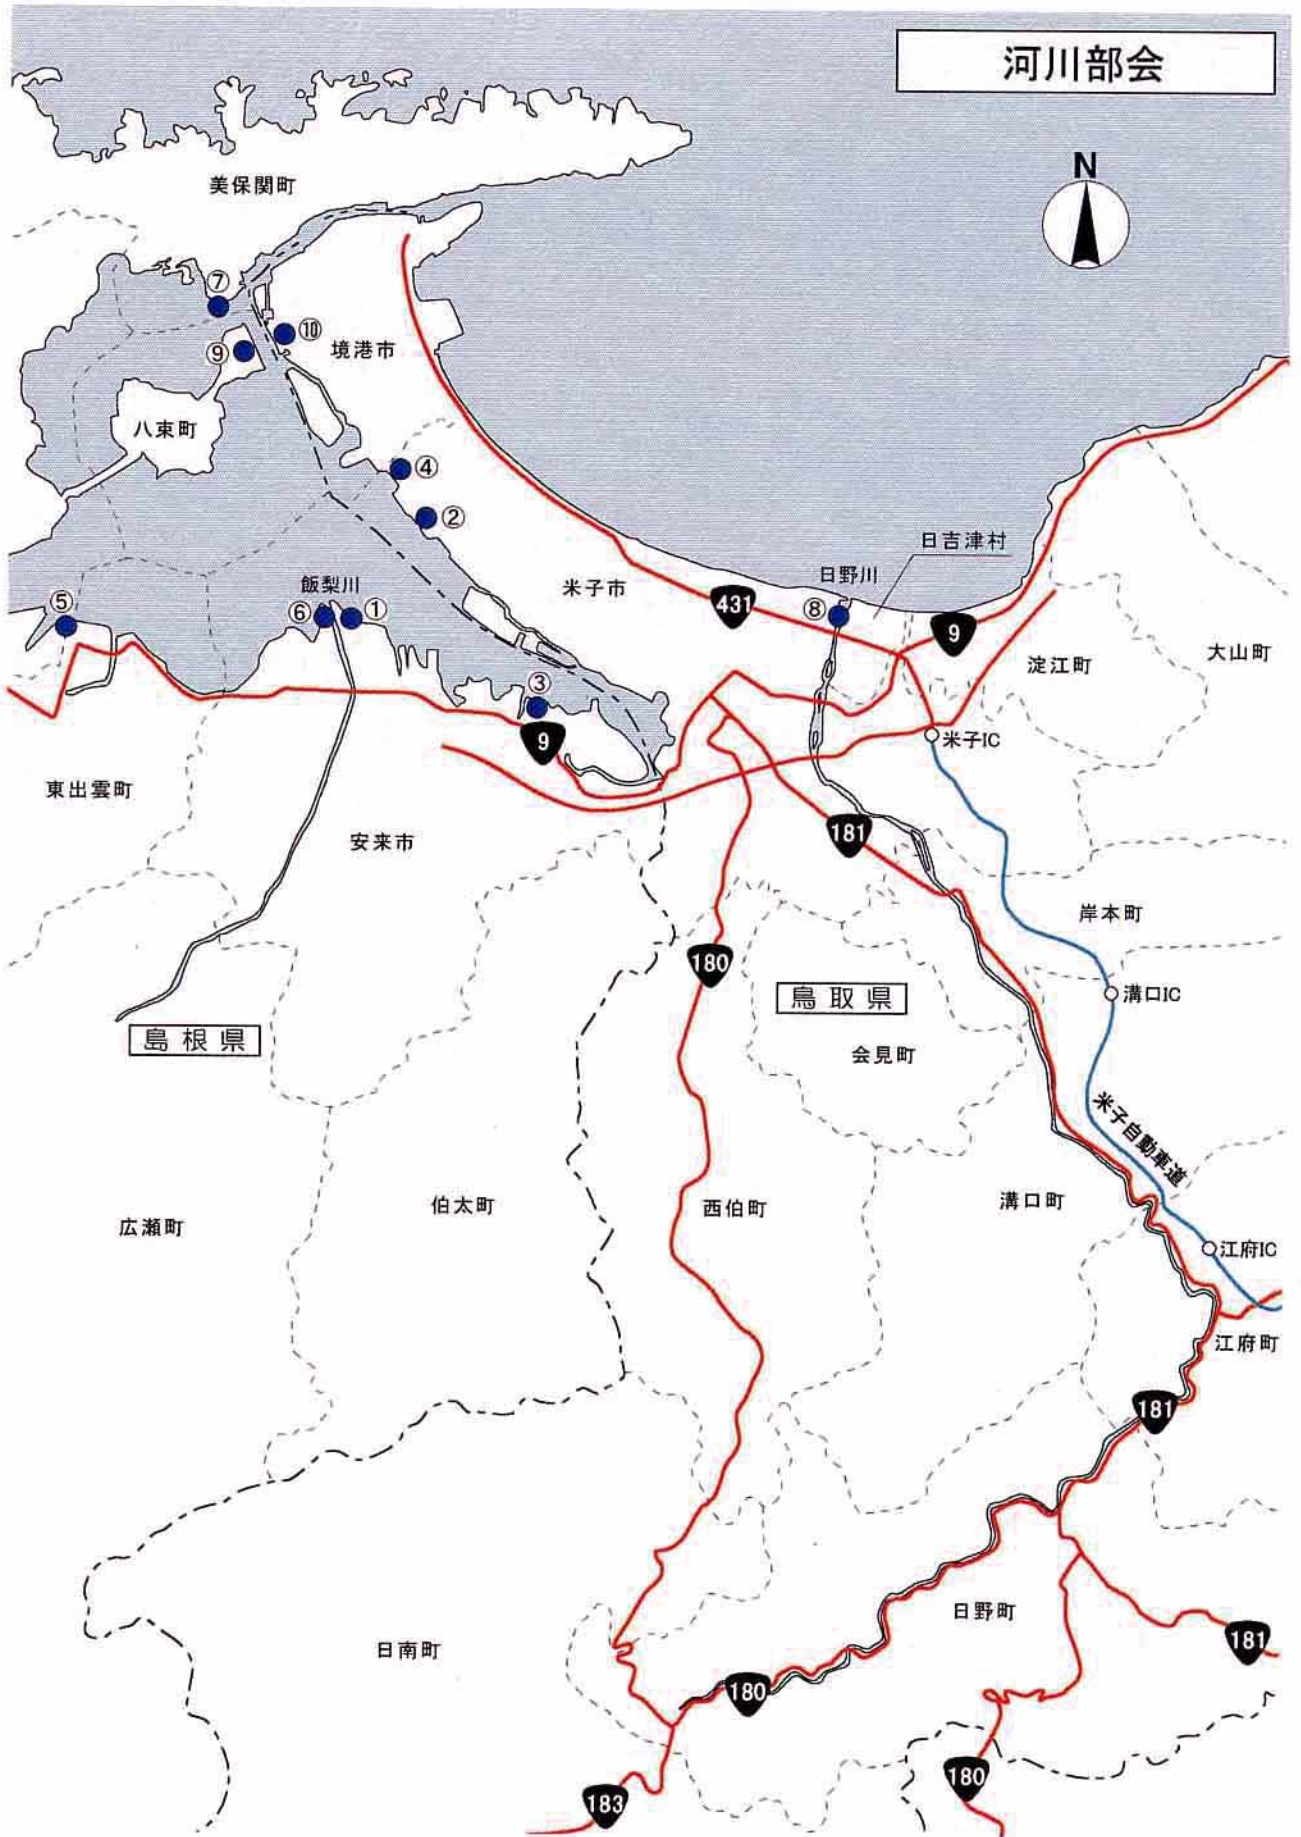 河川部会
N
美保関町
⑦
⑩
⑨
境港市
八束町
④
②
日吉津村
飯梨川
米子市
日野川
431
⑤
⑥
①
⑧
9
淀江町
大山町
③
9
米子IC
東出雲町
安来市
181
岸本町
180
鳥取県
溝口IC
島根県
会見町
米子自動車道
広瀬町
伯太町
西伯町
溝口町
江府IC
江府町
181
日野町
日南町
181
180
180
183